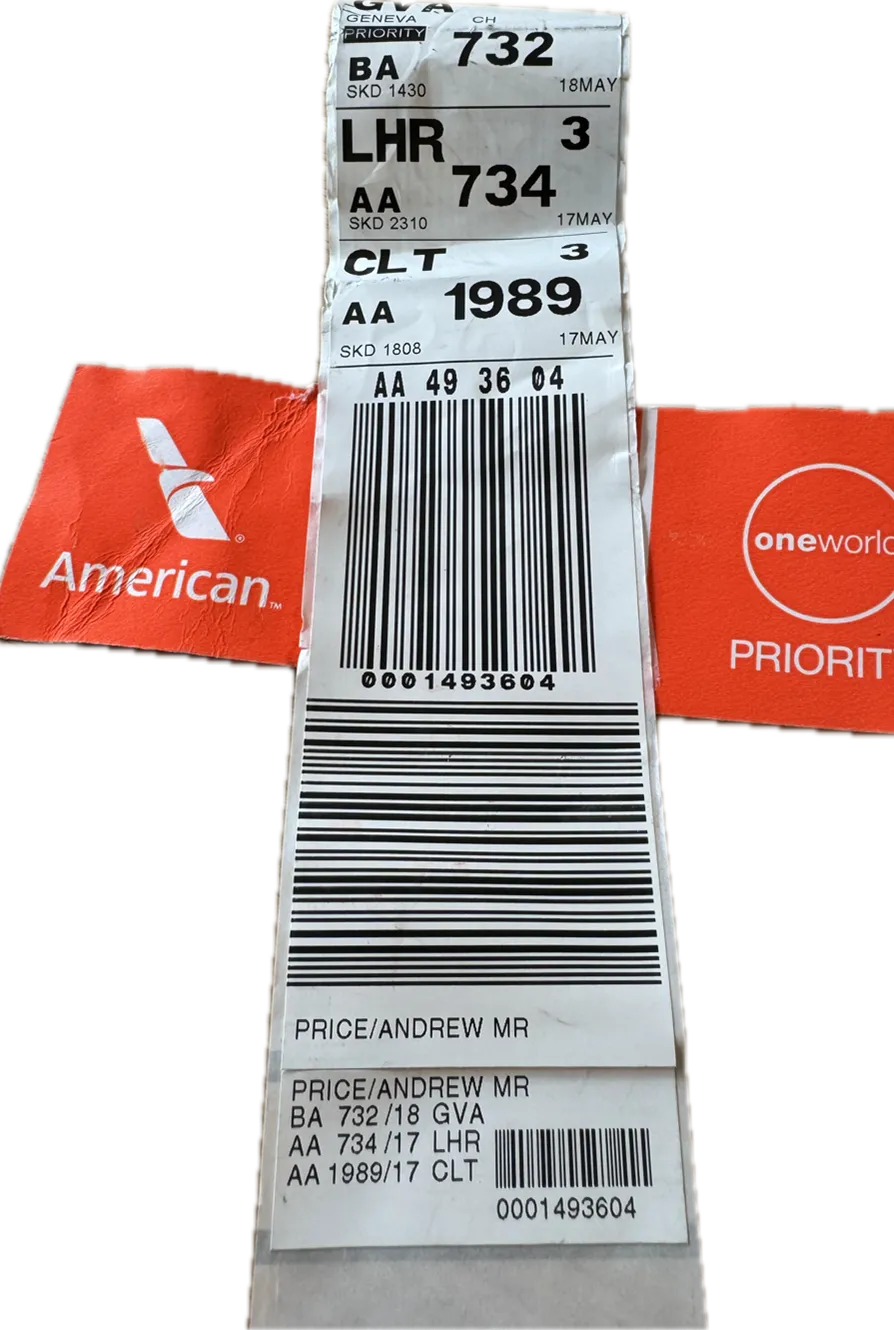 GVA
GENEVA CH
PRIORITY
BA 732
SKD 1430 18MAY
LHR 3
AA 734
SKD 2310 17MAY
CLT 3
AA 1989
SKD 1808 17MAY
AA 49 36 04
0001493604
American™
oneworld
PRIORIT
PRICE/ANDREW MR
PRICE/ANDREW MR
BA 732/18 GVA
AA 734/17 LHR
AA 1989/17 CLT
0001493604